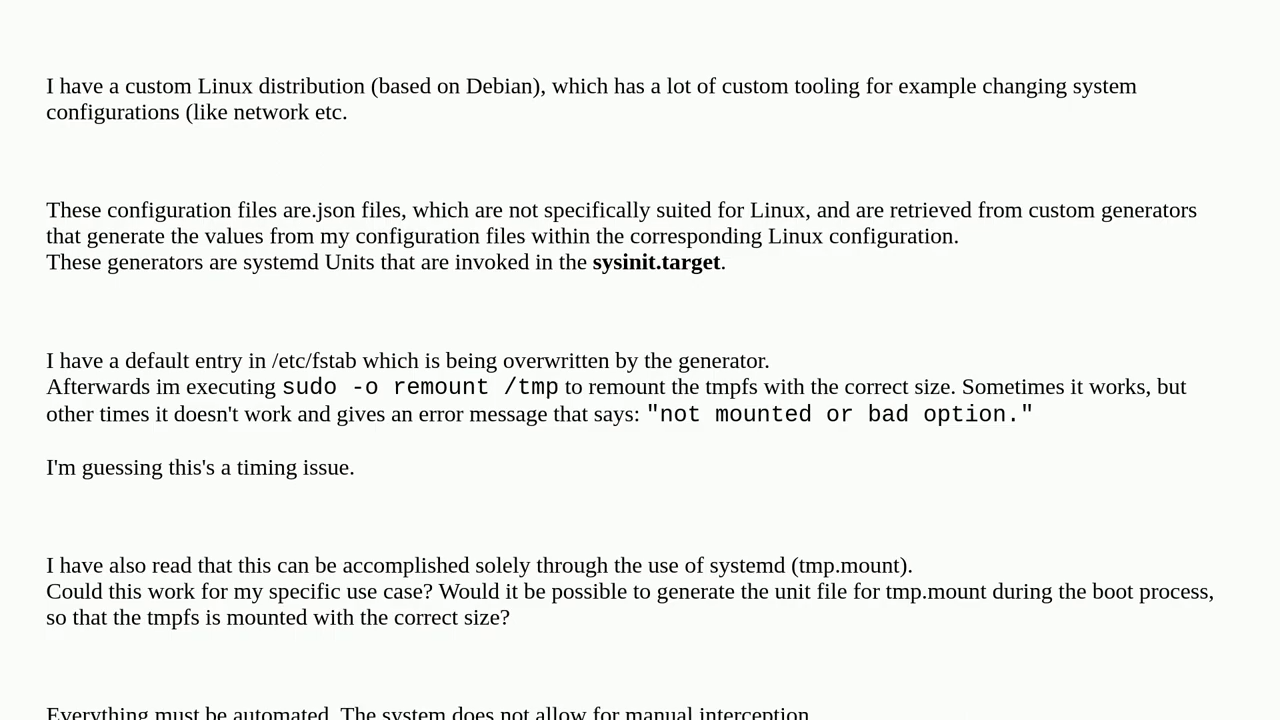 I have a custom Linux distribution (based on Debian), which has a lot of custom tooling for example changing system
configurations (like network etc.
These configuration files are.json files, which are not specifically suited for Linux, and are retrieved from custom generators
that generate the values from my configuration files within the corresponding Linux configuration.
These generators are systemd Units that are invoked in the sysinit.target.
I have a default entry in /etc/fstab which is being overwritten by the generator.
Afterwards im executing sudo -o remount /tmp to remount the tmpfs with the correct size. Sometimes it works, but
other times it doesn't work and gives an error message that says: "not mounted or bad option."
I'm guessing this's a timing issue.
I have also read that this can be accomplished solely through the use of systemd (tmp.mount).
Could this work for my specific use case? Would it be possible to generate the unit file for tmp.mount during the boot process,
so that the tmpfs is mounted with the correct size?
Everything must be automated. The system does not allow for manual interception.